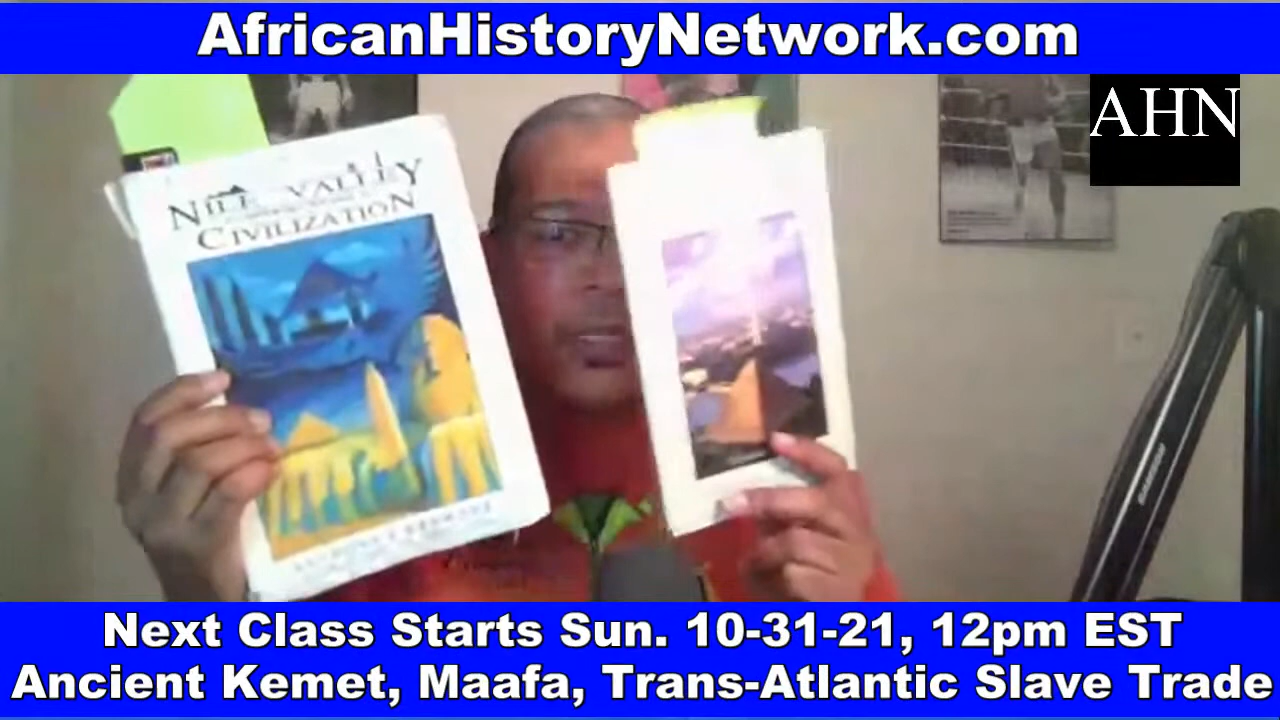 AfricanHistoryNetwork.com
AHN
NILE VALLEY
CIVILIZATION
Next Class Starts Sun. 10-31-21, 12pm EST
Ancient Kemet, Maafa, Trans-Atlantic Slave Trade